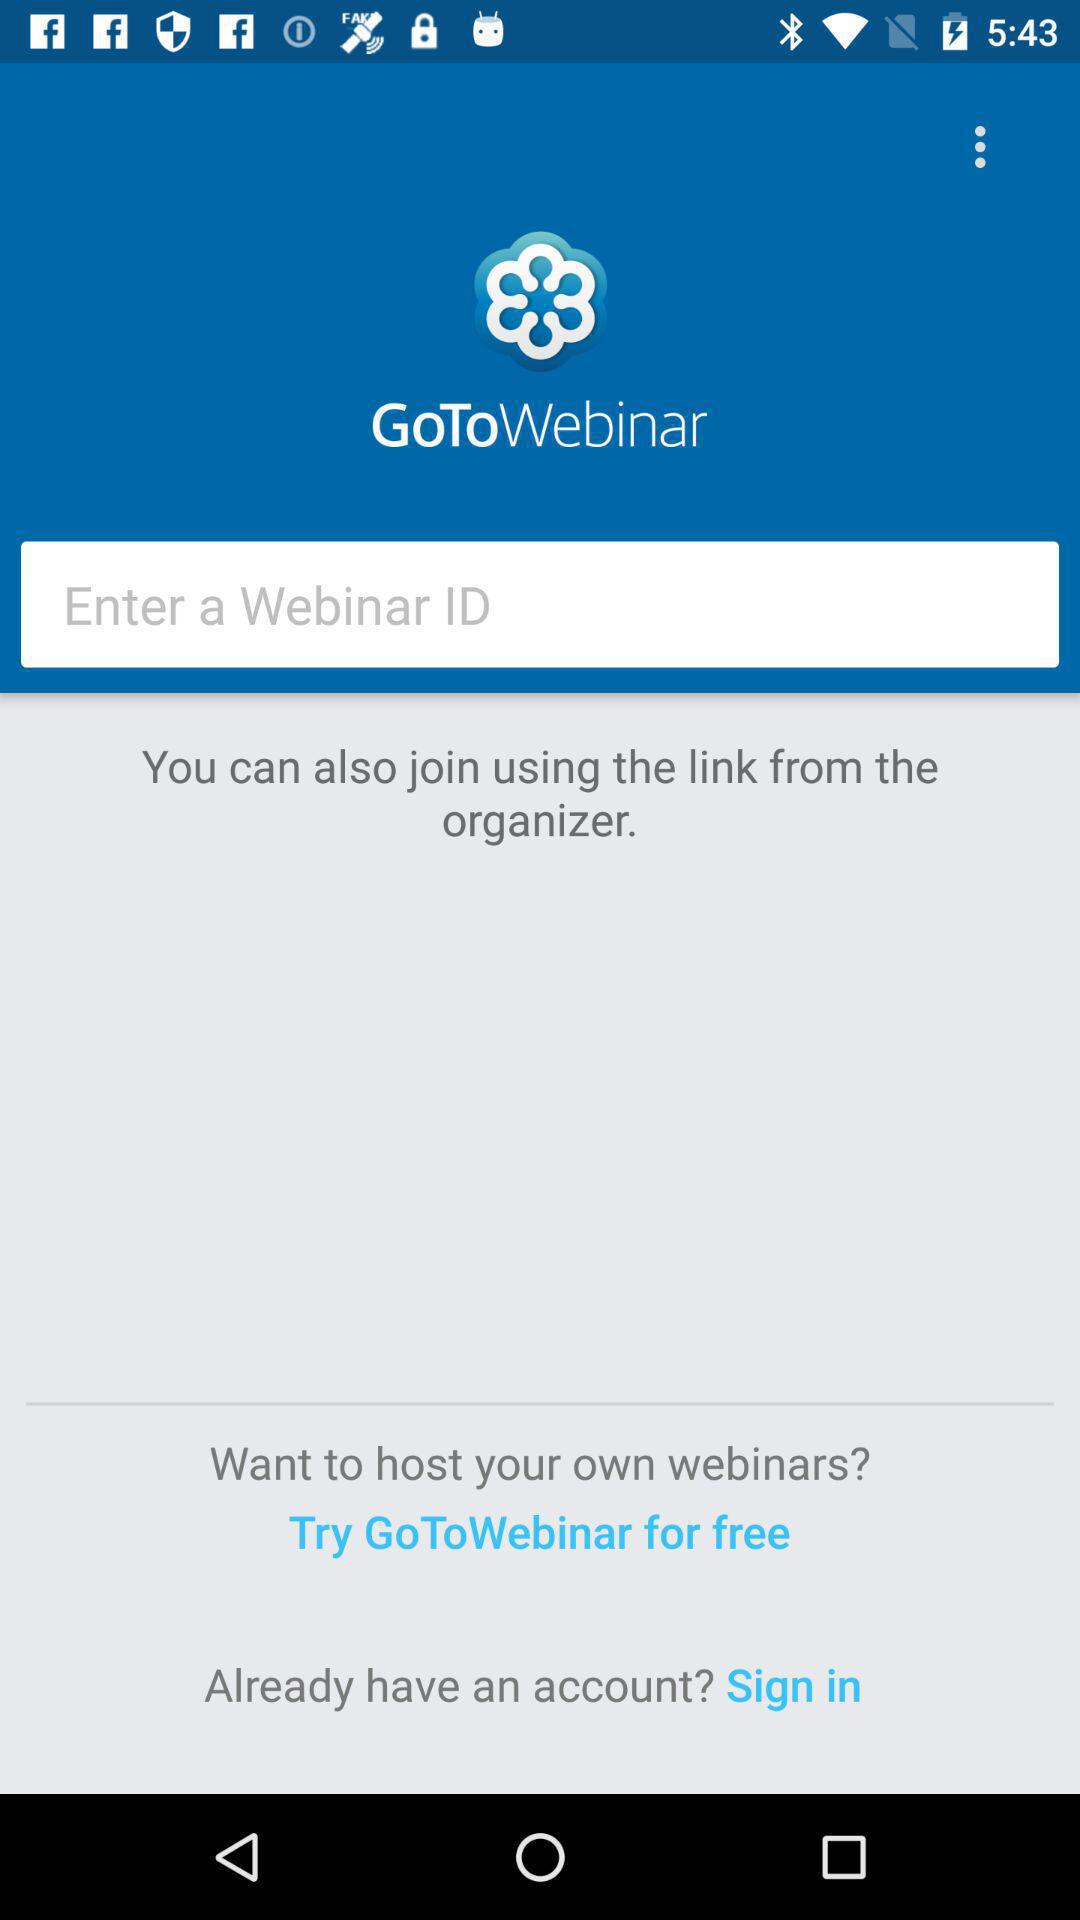 FAKE
5:43
GoToWebinar
Enter a Webinar ID
You can also join using the link from the
organizer.
Want to host your own webinars?
Try GoToWebinar for free
Already have an account? Sign in